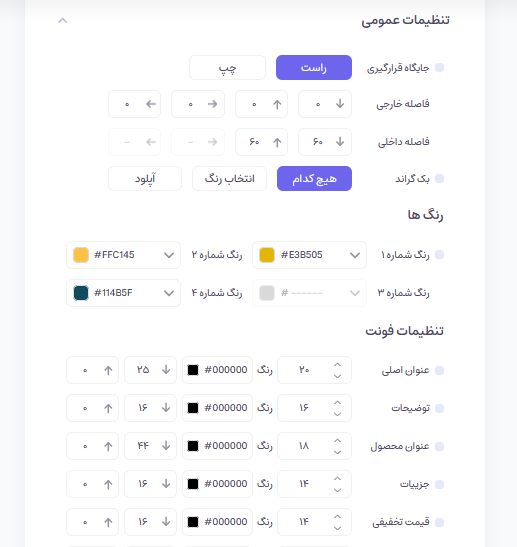 تنظیمات عمومی
جایگاه قرارگیری راست چپ
فاصله خارجی ۰ ۰ ۰ ۰
فاصله داخلی ۶۰ ۶۰ - -
بک گراند هیچ کدام انتخاب رنگ آپلود
رنگ ها
رنگ شماره ۱ #E3B505 رنگ شماره ۲ #FFC145
رنگ شماره ۳ # ------ رنگ شماره ۴ #114B5F
تنظیمات فونت
عنوان اصلی ۲۰ رنگ #000000 ۲۵ ۰
توضیحات ۱۶ رنگ #000000 ۱۶ ۰
عنوان محصول ۱۸ رنگ #000000 ۴۴ ۰
جزییات ۱۴ رنگ #000000 ۱۶ ۰
قیمت تخفیفی ۱۴ رنگ #000000 ۱۶ ۰